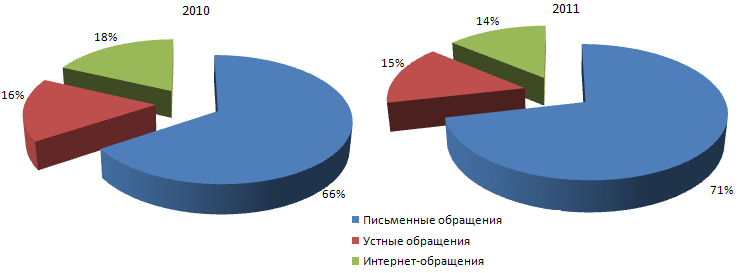 2010
18%
16%
66%
2011
14%
15%
71%
Письменные обращения
Устные обращения
Интернет-обращения